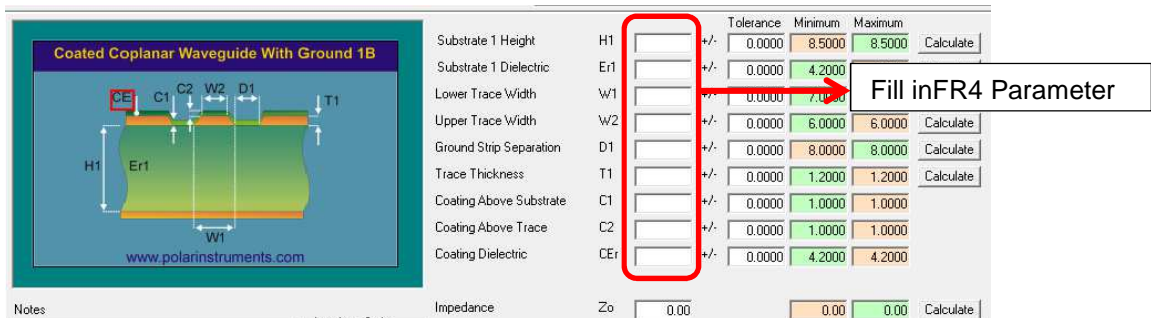 Tolerance Minimum Maximum
Coated Coplanar Waveguide With Ground 1B
CE C1 C2 W2 D1 T1
H1 Er1
W1
www.polarinstruments.com
Substrate 1 Height H1 +/- 0.0000 8.5000 8.5000 Calculate
Substrate 1 Dielectric Er1 +/- 0.0000 4.2000
Lower Trace Width W1 +/- 0.0000 7.0000
Fill inFR4 Parameter
Upper Trace Width W2 +/- 0.0000 6.0000 6.0000 Calculate
Ground Strip Separation D1 +/- 0.0000 8.0000 8.0000 Calculate
Trace Thickness T1 +/- 0.0000 1.2000 1.2000 Calculate
Coating Above Substrate C1 +/- 0.0000 1.0000 1.0000
Coating Above Trace C2 +/- 0.0000 1.0000 1.0000
Coating Dielectric CEr +/- 0.0000 4.2000 4.2000
Notes
Impedance Zo 0.00 0.00 0.00 Calculate